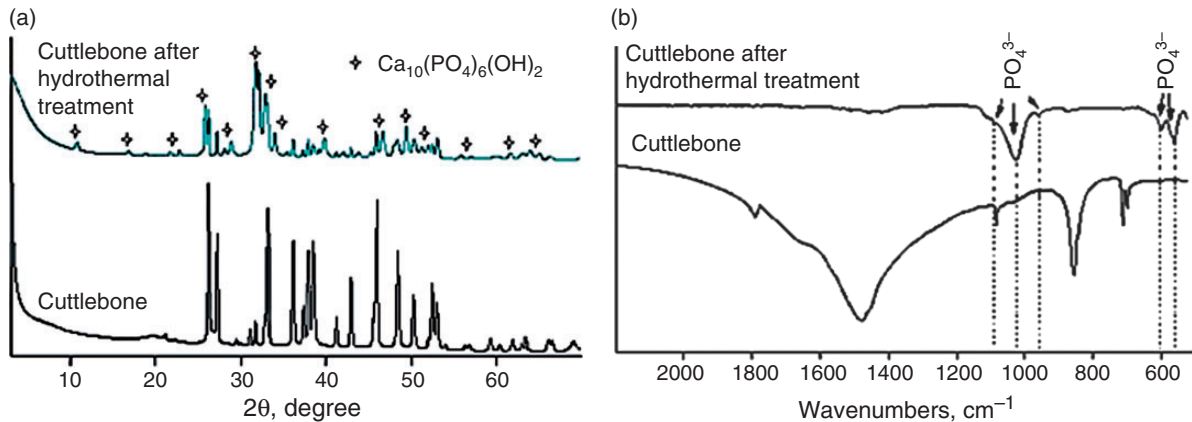 (a)
Cuttlebone after
hydrothermal
treatment
Ca₁₀(PO₄)₆(OH)₂
Cuttlebone
10 20 30 40 50 60
2θ, degree
(b)
Cuttlebone after
hydrothermal treatment
PO₄³⁻
PO₄³⁻
Cuttlebone
2000 1800 1600 1400 1200 1000 800 600
Wavenumbers, cm⁻¹